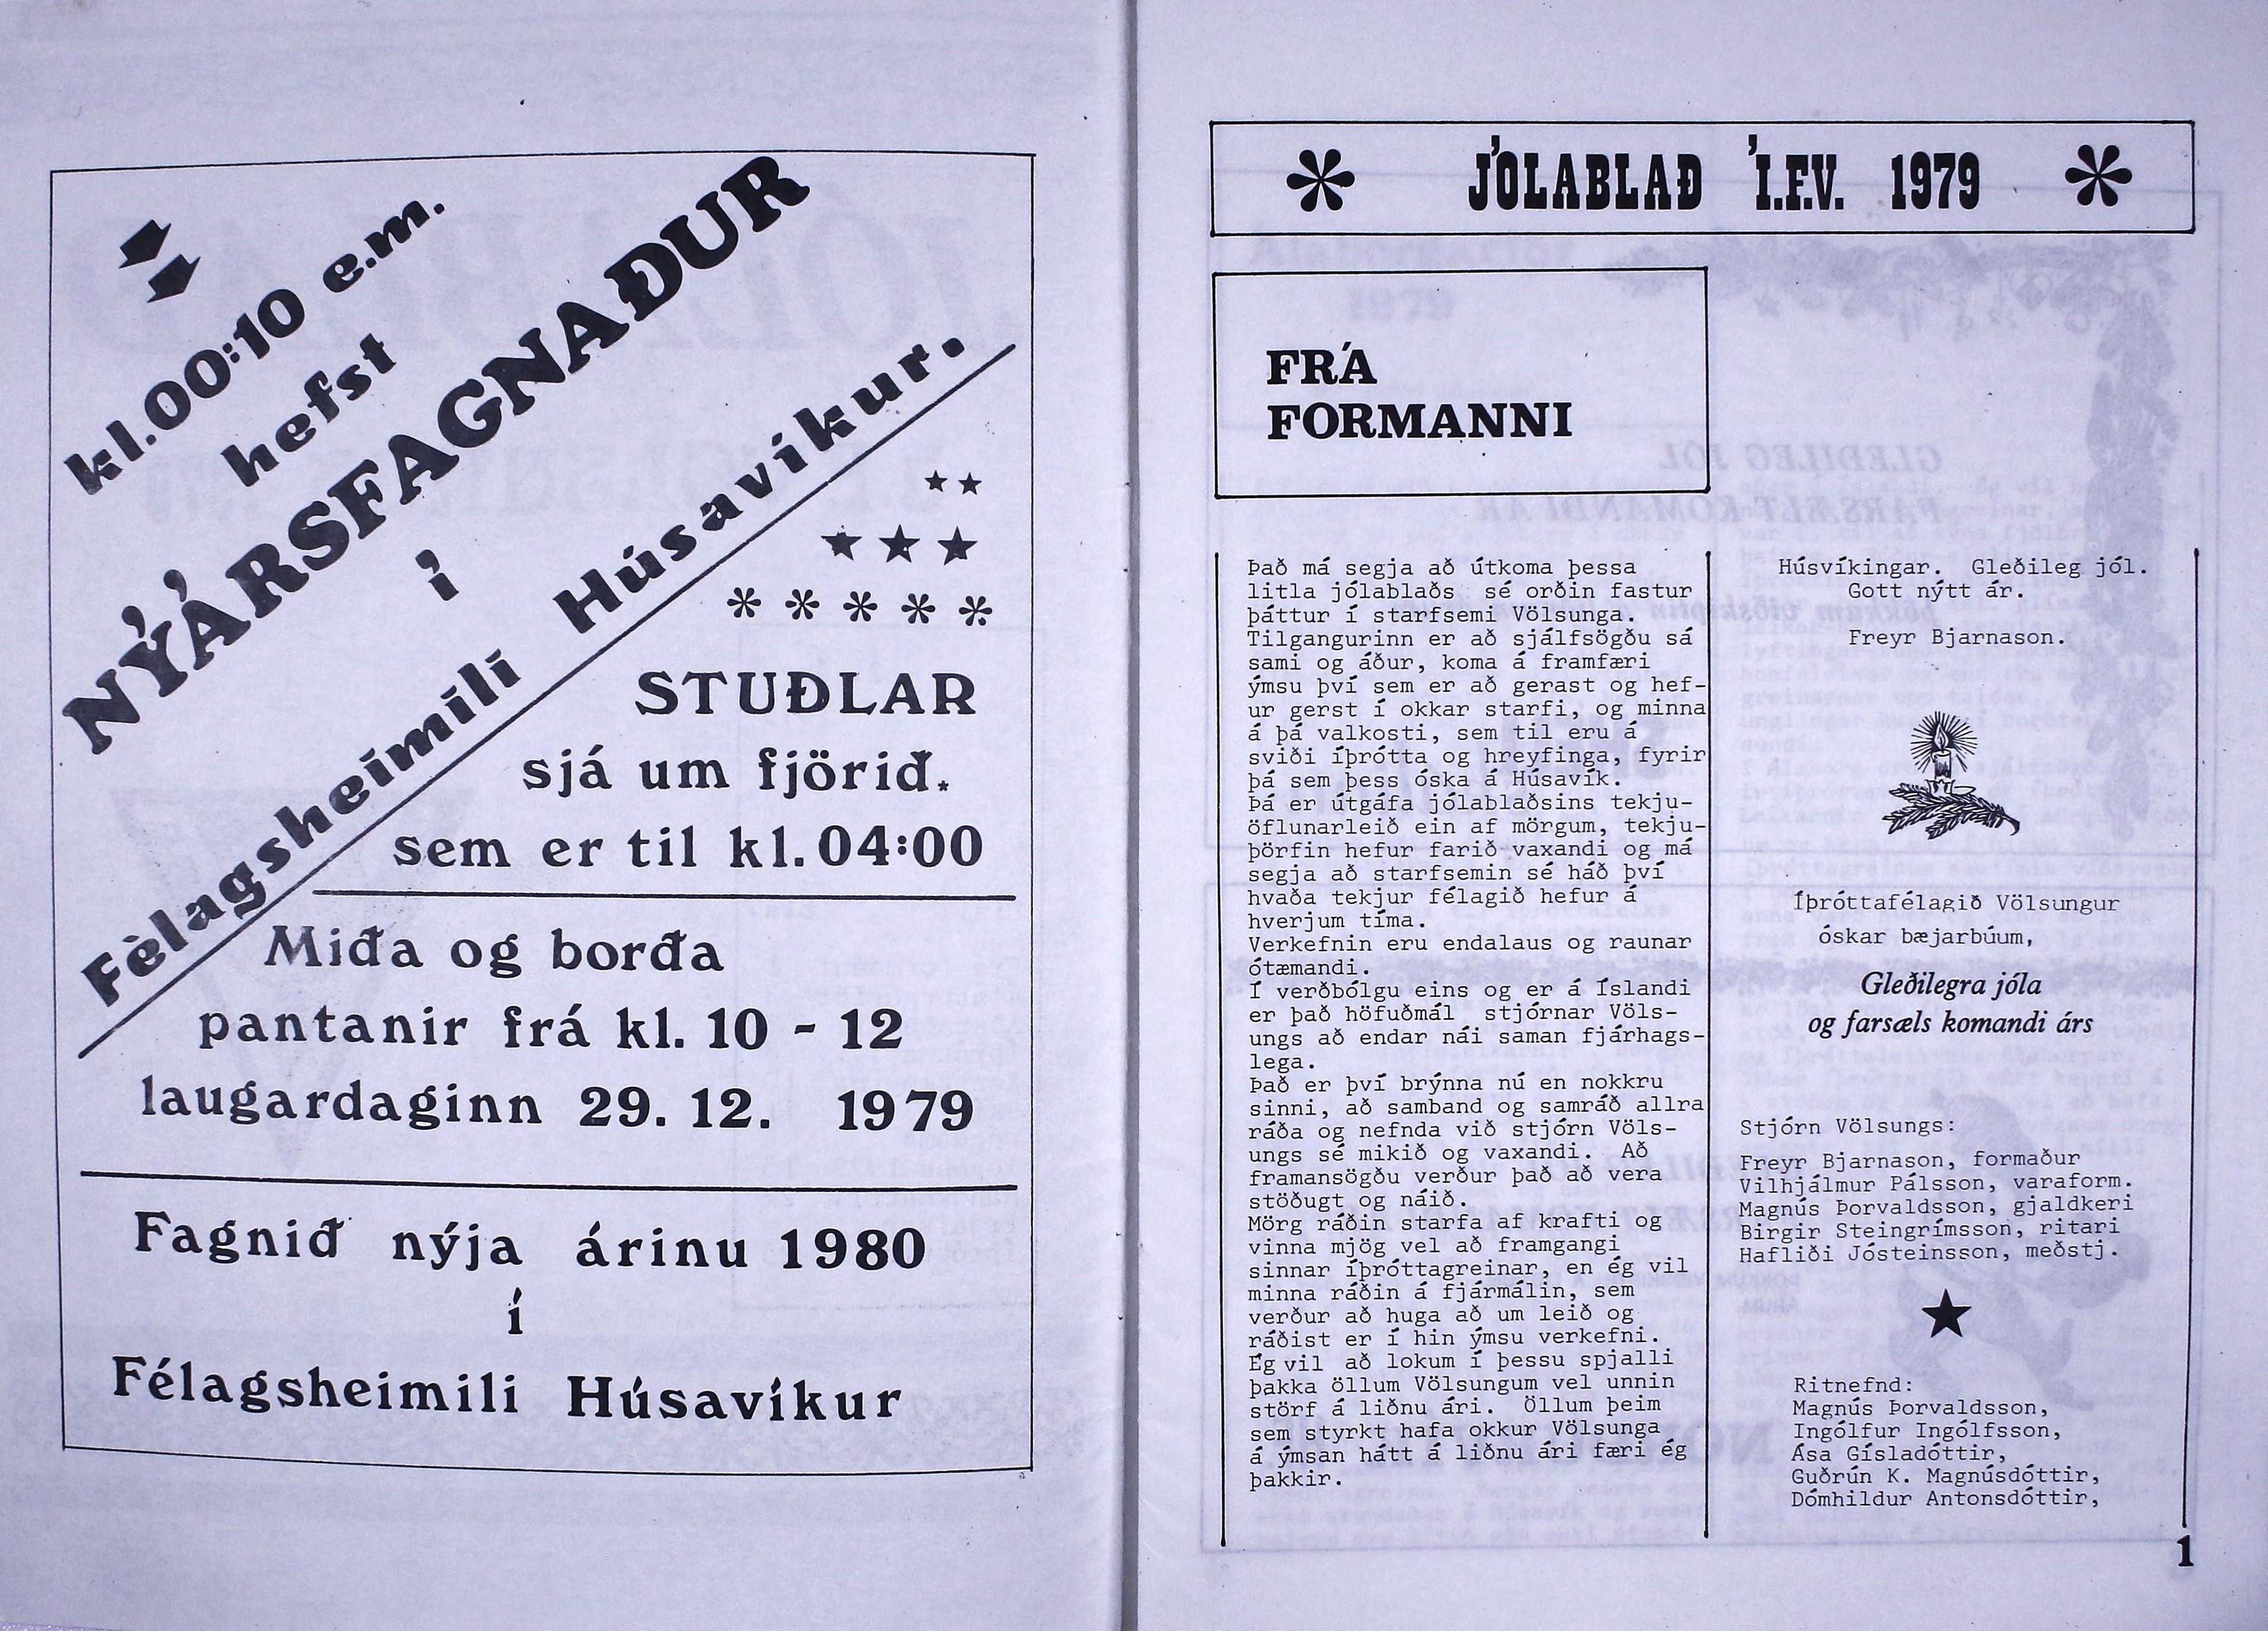 kl.00:10 e.m.
hefst
NÝÁRSFAGNAÐUR
í
Fèlagsheimili Húsavíkur.
STUÐLAR
sjá um fjörið.
sem er til kl. 04:00
Miða og borða
pantanir frá kl. 10 - 12
laugardaginn 29. 12. 1979
Fagnið nýja árinu 1980
í
Félagsheimili Húsavíkur
* JÓLABLAÐ Í.F.V. 1979 *
FRÁ
FORMANNI
Það má segja að útkoma þessa
litla jólablaðs sé orðin fastur
þáttur í starfsemi Völsunga.
Tilgangurinn er að sjálfsögðu sá
sami og áður, koma á framfæri
ýmsu því sem er að gerast og hef-
ur gerst í okkar starfi, og minna
á þá valkosti, sem til eru á
sviði íþrótta og hreyfinga, fyrir
þá sem þess óska á Húsavík.
Þá er útgáfa jólablaðsins tekju-
öflunarleið ein af mörgum, tekju-
þörfin hefur farið vaxandi og má
segja að starfsemin sé háð því
hvaða tekjur félagið hefur á
hverjum tíma.
Verkefnin eru endalaus og raunar
ótæmandi.
Í verðbólgu eins og er á Íslandi
er það höfuðmál stjórnar Völs-
ungs að endar nái saman fjárhags-
lega.
Það er því brýnna nú en nokkru
sinni, að samband og samráð allra
ráða og nefnda við stjórn Völs-
ungs sé mikið og vaxandi. Að
framansögðu verður það að vera
stöðugt og náið.
Mörg ráðin starfa af krafti og
vinna mjög vel að framgangi
sinnar íþróttagreinar, en ég vil
minna ráðin á fjármálin, sem
verður að huga að um leið og
ráðist er í hin ýmsu verkefni.
Ég vil að lokum í þessu spjalli
þakka öllum Völsungum vel unnin
störf á liðnu ári. Öllum þeim
sem styrkt hafa okkur Völsunga
á ýmsan hátt á liðnu ári færi ég
þakkir.
Húsvíkingar. Gleðileg jól.
Gott nýtt ár.
Freyr Bjarnason.
Íþróttafélagið Völsungur
óskar bæjarbúum,
Gleðilegra jóla
og farsæls komandi árs
Stjórn Völsungs:
Freyr Bjarnason, formaður
Vilhjálmur Pálsson, varaform.
Magnús Þorvaldsson, gjaldkeri
Birgir Steingrímsson, ritari
Hafliði Jósteinsson, meðstj.
Ritnefnd:
Magnús Þorvaldsson,
Ingólfur Ingólfsson,
Ása Gísladóttir,
Guðrún K. Magnúsdóttir,
Dómhildur Antonsdóttir,
1